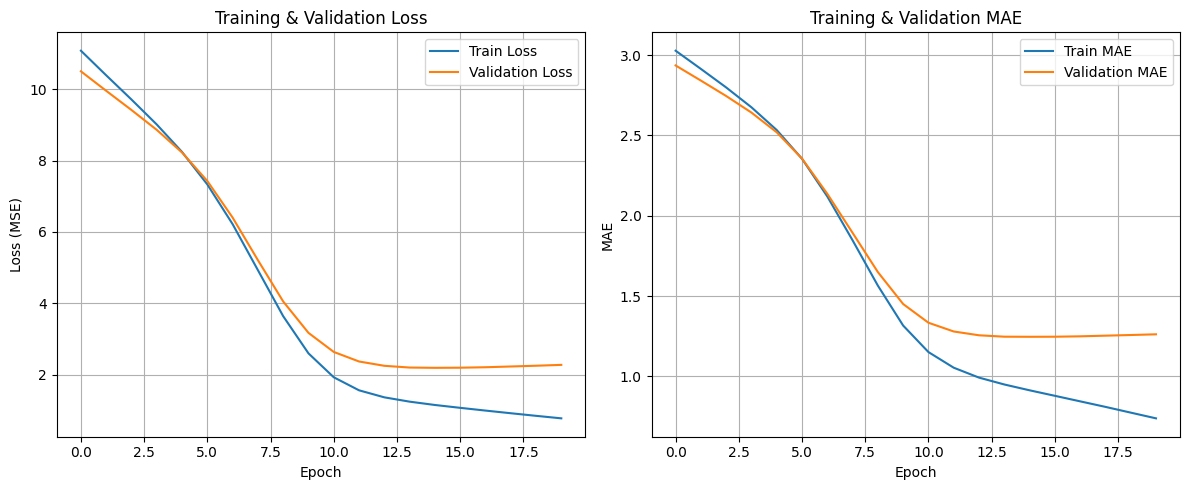 Training & Validation Loss
Train Loss
Validation Loss
Loss (MSE)
10
8
6
4
2
0.0 2.5 5.0 7.5 10.0 12.5 15.0 17.5
Epoch
Training & Validation MAE
Train MAE
Validation MAE
MAE
3.0
2.5
2.0
1.5
1.0
0.0 2.5 5.0 7.5 10.0 12.5 15.0 17.5
Epoch